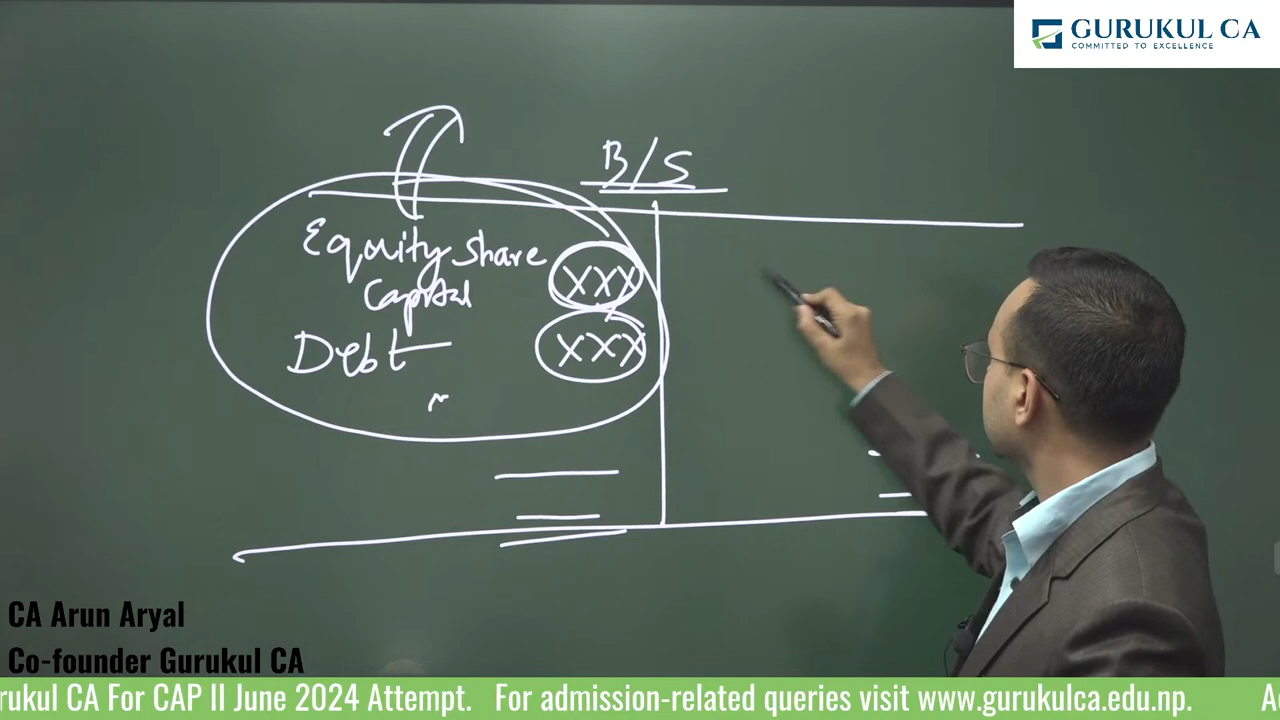 GURUKUL CA
COMMITTED TO EXCELLENCE
B/S
Equity Share
Capital
XXX
Debt
XXX
CA Arun Aryal
Co-founder Gurukul CA
rukul CA For CAP II June 2024 Attempt. For admission-related queries visit www.gurukulca.edu.np.